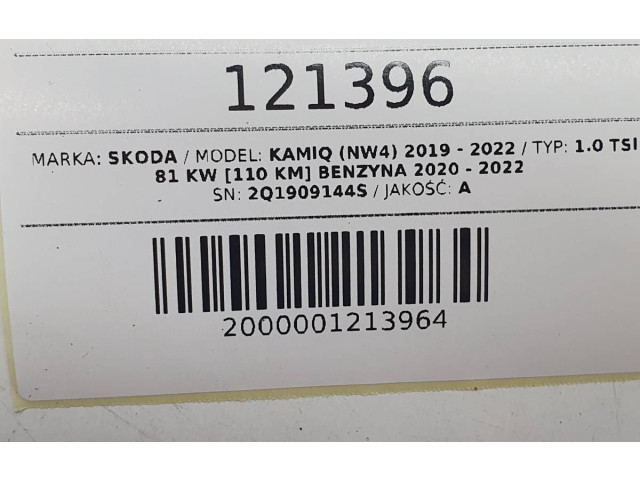 121396
MARKA: SKODA / MODEL: KAMIQ (NW4) 2019 - 2022 / TYP: 1.0 TSI
81 KW [110 KM] BENZYNA 2020 - 2022
SN: 2Q1909144S / JAKOŚĆ: A
2000001213964